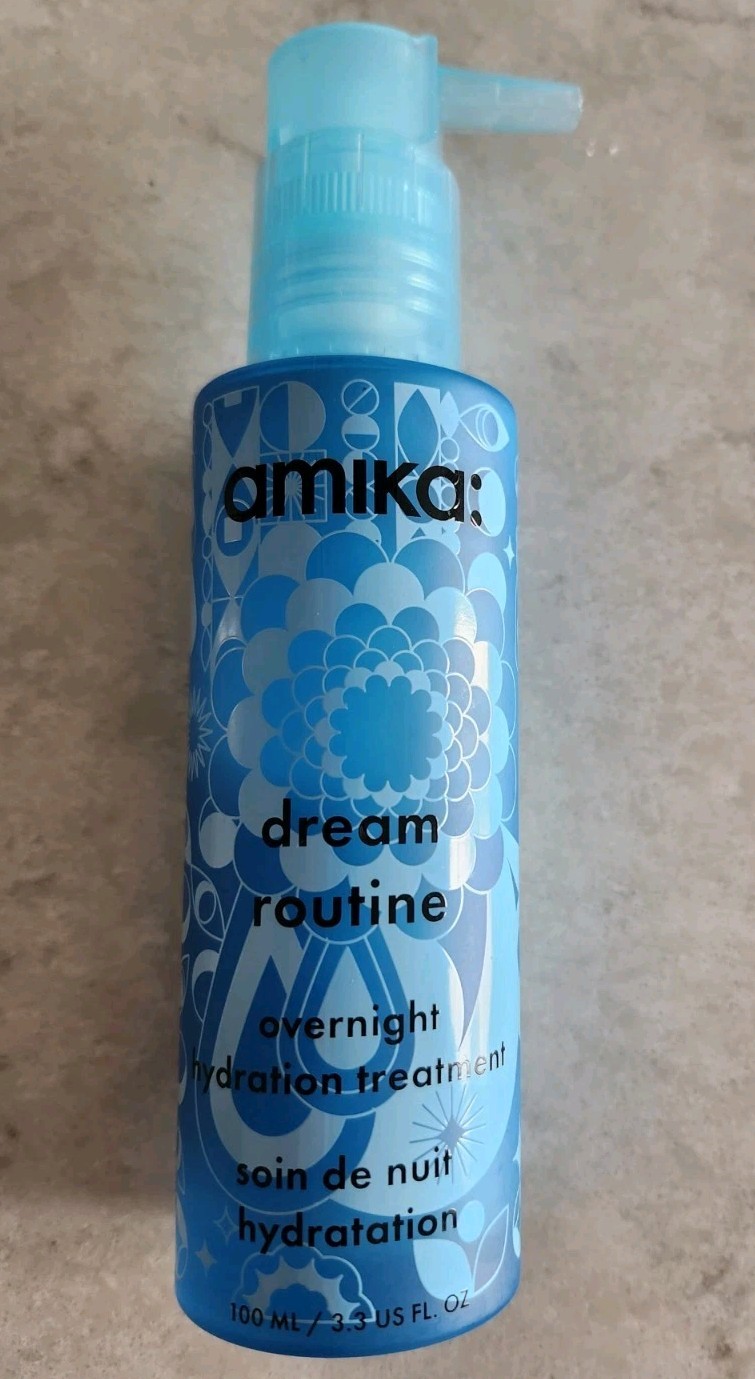 amika:
dream
routine
overnight
hydration treatment
soin de nuit
hydratation
100 ML / 3.3 US FL. OZ